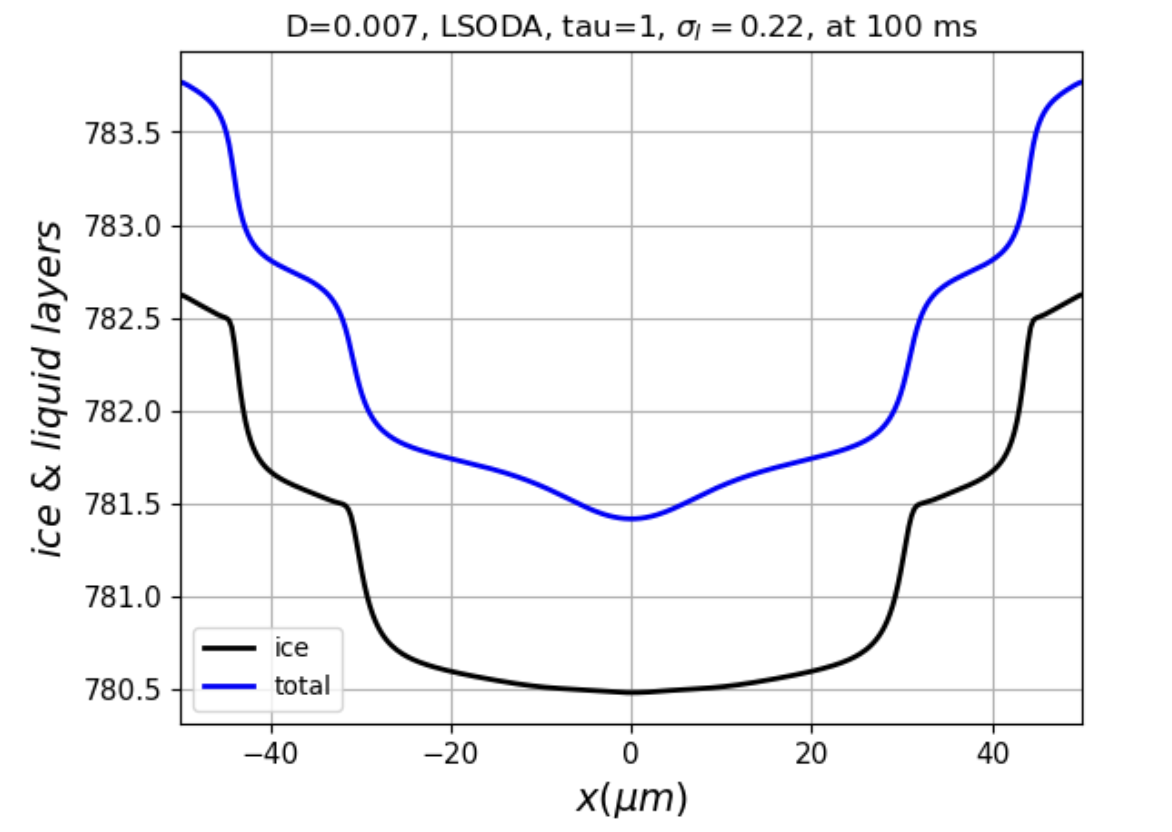 D=0.007, LSODA, tau=1, σ_I = 0.22, at 100 ms
783.5
783.0
782.5
782.0
781.5
781.0
780.5
ice & liquid layers
ice
total
−40
−20
0
20
40
x(μm)